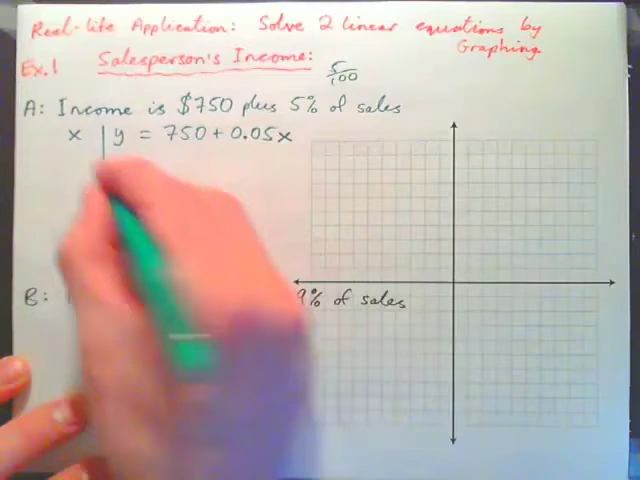 Real-life Application: Solve 2 linear equations by
Graphing
Ex.1 Salesperson's Income:
5/100
A: Income is $750 plus 5% of sales
x | y = 750 + 0.05x
B: 9% of sales